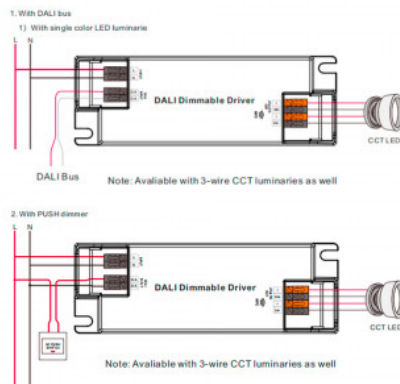 1. With DALI bus
1) With single color LED luminarie
L N
DALI Dimmable Driver
CCT LED
DALI Bus
Note: Avaliable with 3-wire CCT luminaries as well
2. With PUSH dimmer
L N
DALI Dimmable Driver
CCT LED
Note: Avaliable with 3-wire CCT luminaries as well